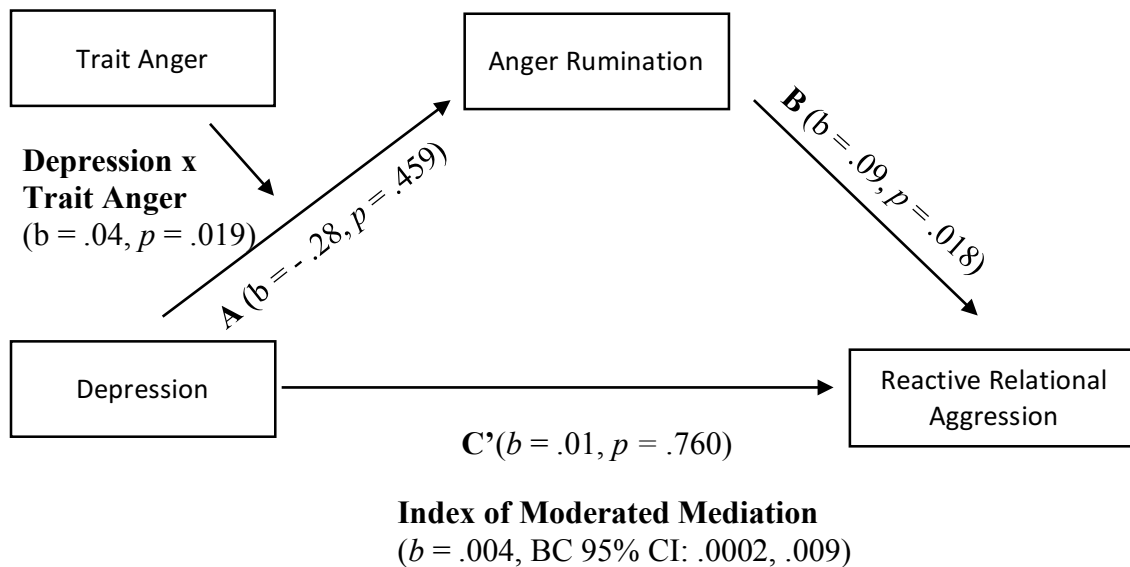 Trait Anger
Anger Rumination
Depression x
Trait Anger
(b = .04, p = .019)
A (b = - .28, p = .459)
B (b = .09, p = .018)
Depression
Reactive Relational
Aggression
C’(b = .01, p = .760)
Index of Moderated Mediation
(b = .004, BC 95% CI: .0002, .009)